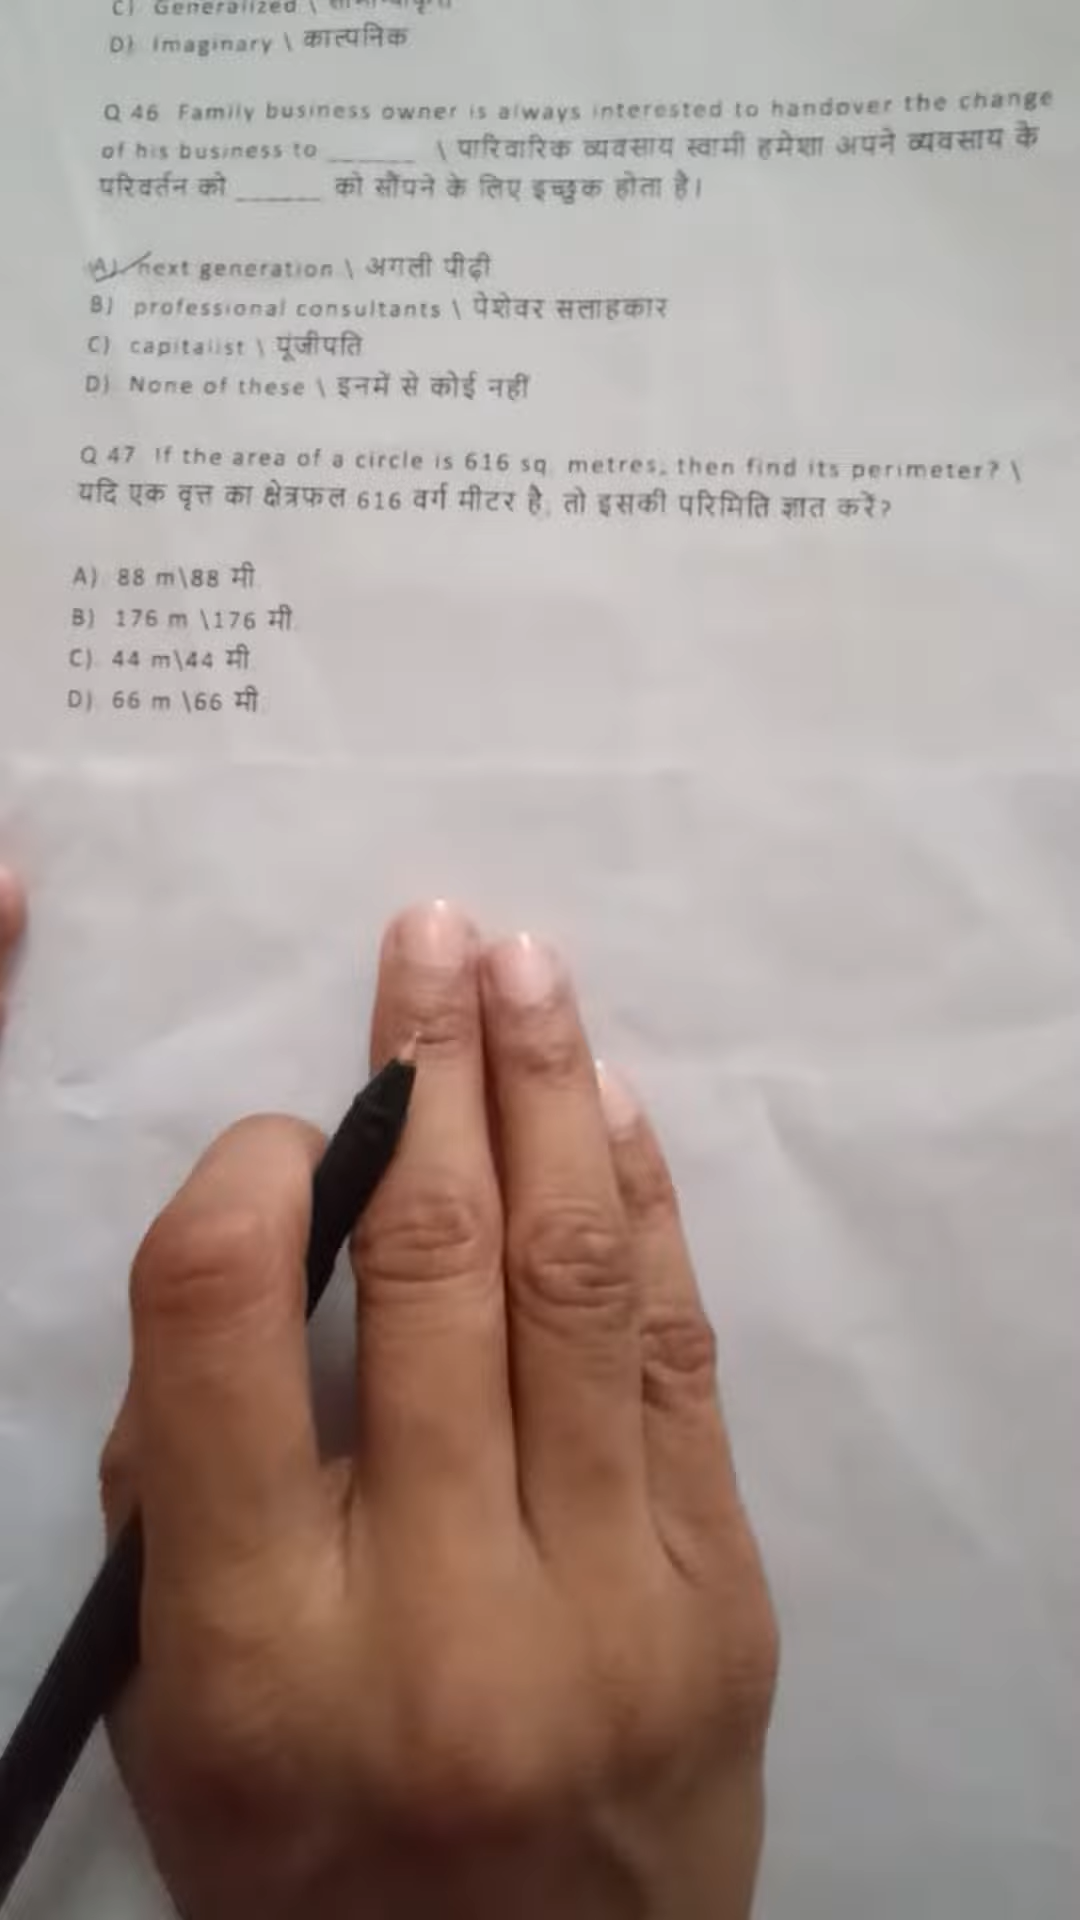 C) Generalized \
D) Imaginary \ काल्पनिक
Q 46 Family business owner is always interested to handover the change
of his business to ______ \ पारिवारिक व्यवसाय स्वामी हमेशा अपने व्यवसाय के
परिवर्तन को ______ को सौंपने के लिए इच्छुक होता है।
A) next generation \ अगली पीढ़ी
B) professional consultants \ पेशेवर सलाहकार
C) capitalist \ पूंजीपति
D) None of these \ इनमें से कोई नहीं
Q 47 If the area of a circle is 616 sq. metres, then find its perimeter? \
यदि एक वृत्त का क्षेत्रफल 616 वर्ग मीटर है, तो इसकी परिमिति ज्ञात करें?
A) 88 m\88 मी
B) 176 m \176 मी.
C) 44 m\44 मी
D) 66 m \66 मी